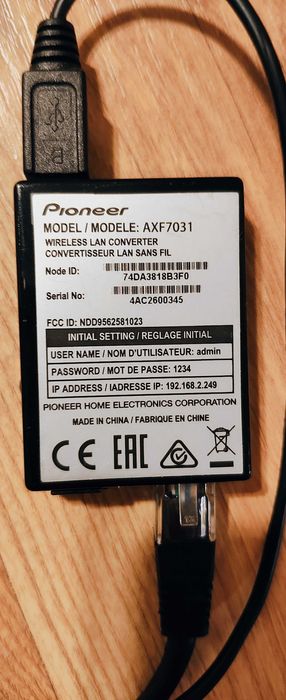 Pioneer
MODEL / MODELE: AXF7031
WIRELESS LAN CONVERTER
CONVERTISSEUR LAN SANS FIL
Node ID:
74DA3818B3F0
Serial No:
4AC2600345
FCC ID: NDD9562581023
INITIAL SETTING / REGLAGE INITIAL
USER NAME / NOM D'UTILISATEUR: admin
PASSWORD / MOT DE PASSE: 1234
IP ADDRESS / IADRESSE IP: 192.168.2.249
PIONEER HOME ELECTRONICS CORPORATION
MADE IN CHINA / FABRIQUE EN CHINE
CE EAC